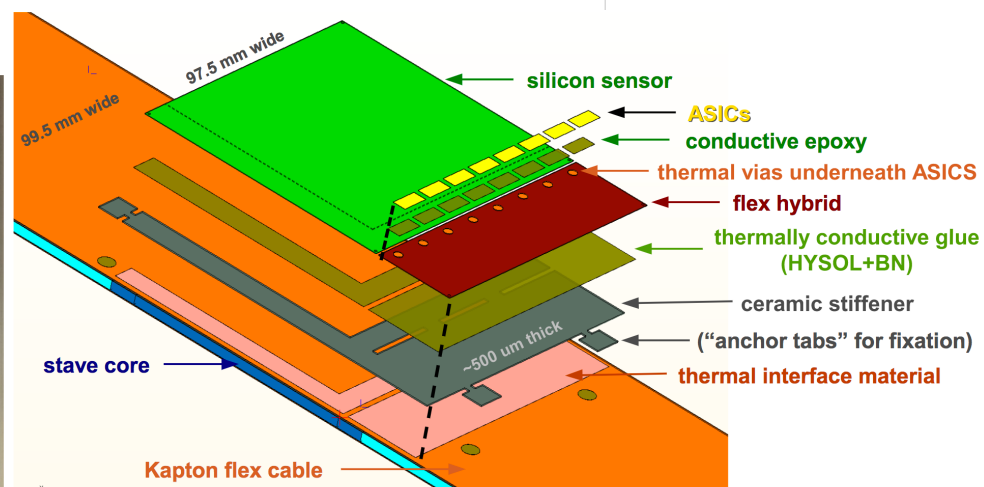 97.5 mm wide
silicon sensor
99.5 mm wide
ASICs
conductive epoxy
thermal vias underneath ASICS
flex hybrid
thermally conductive glue
(HYSOL+BN)
ceramic stiffener
~500 um thick
(“anchor tabs” for fixation)
stave core
thermal interface material
Kapton flex cable